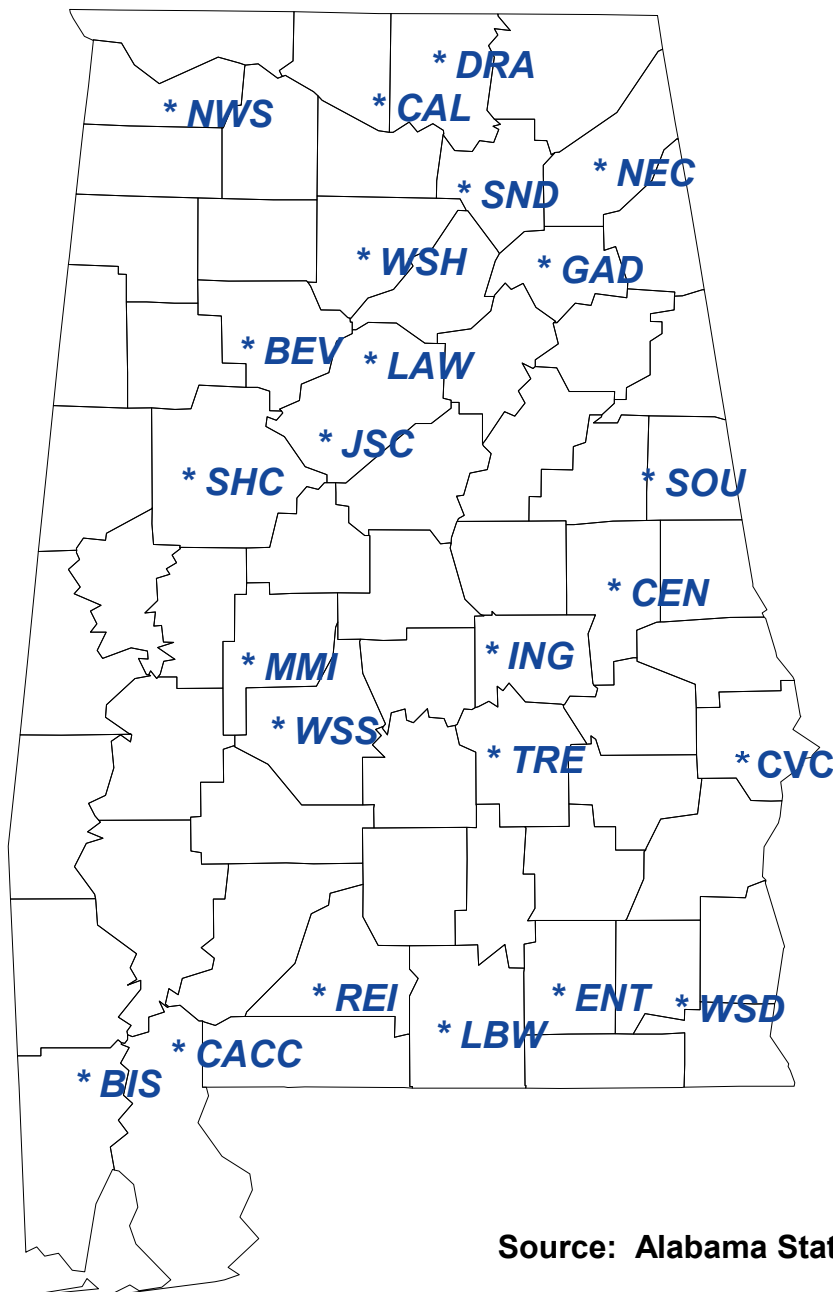 * DRA
* CAL
* NWS
* NEC
* SND
* WSH
* GAD
* BEV
* LAW
* JSC
* SHC
* SOU
* CEN
* ING
* MMI
* WSS
* TRE
* CVC
* REI
* ENT
* WSD
* LBW
* CACC
* BIS
Source: Alabama Stat